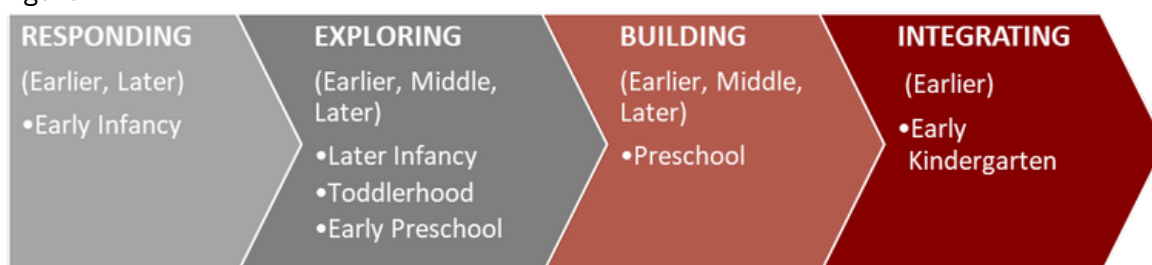 RESPONDING
(Earlier, Later)
•Early Infancy
EXPLORING
(Earlier, Middle,
Later)
•Later Infancy
•Toddlerhood
•Early Preschool
BUILDING
(Earlier, Middle,
Later)
•Preschool
INTEGRATING
(Earlier)
•Early
Kindergarten